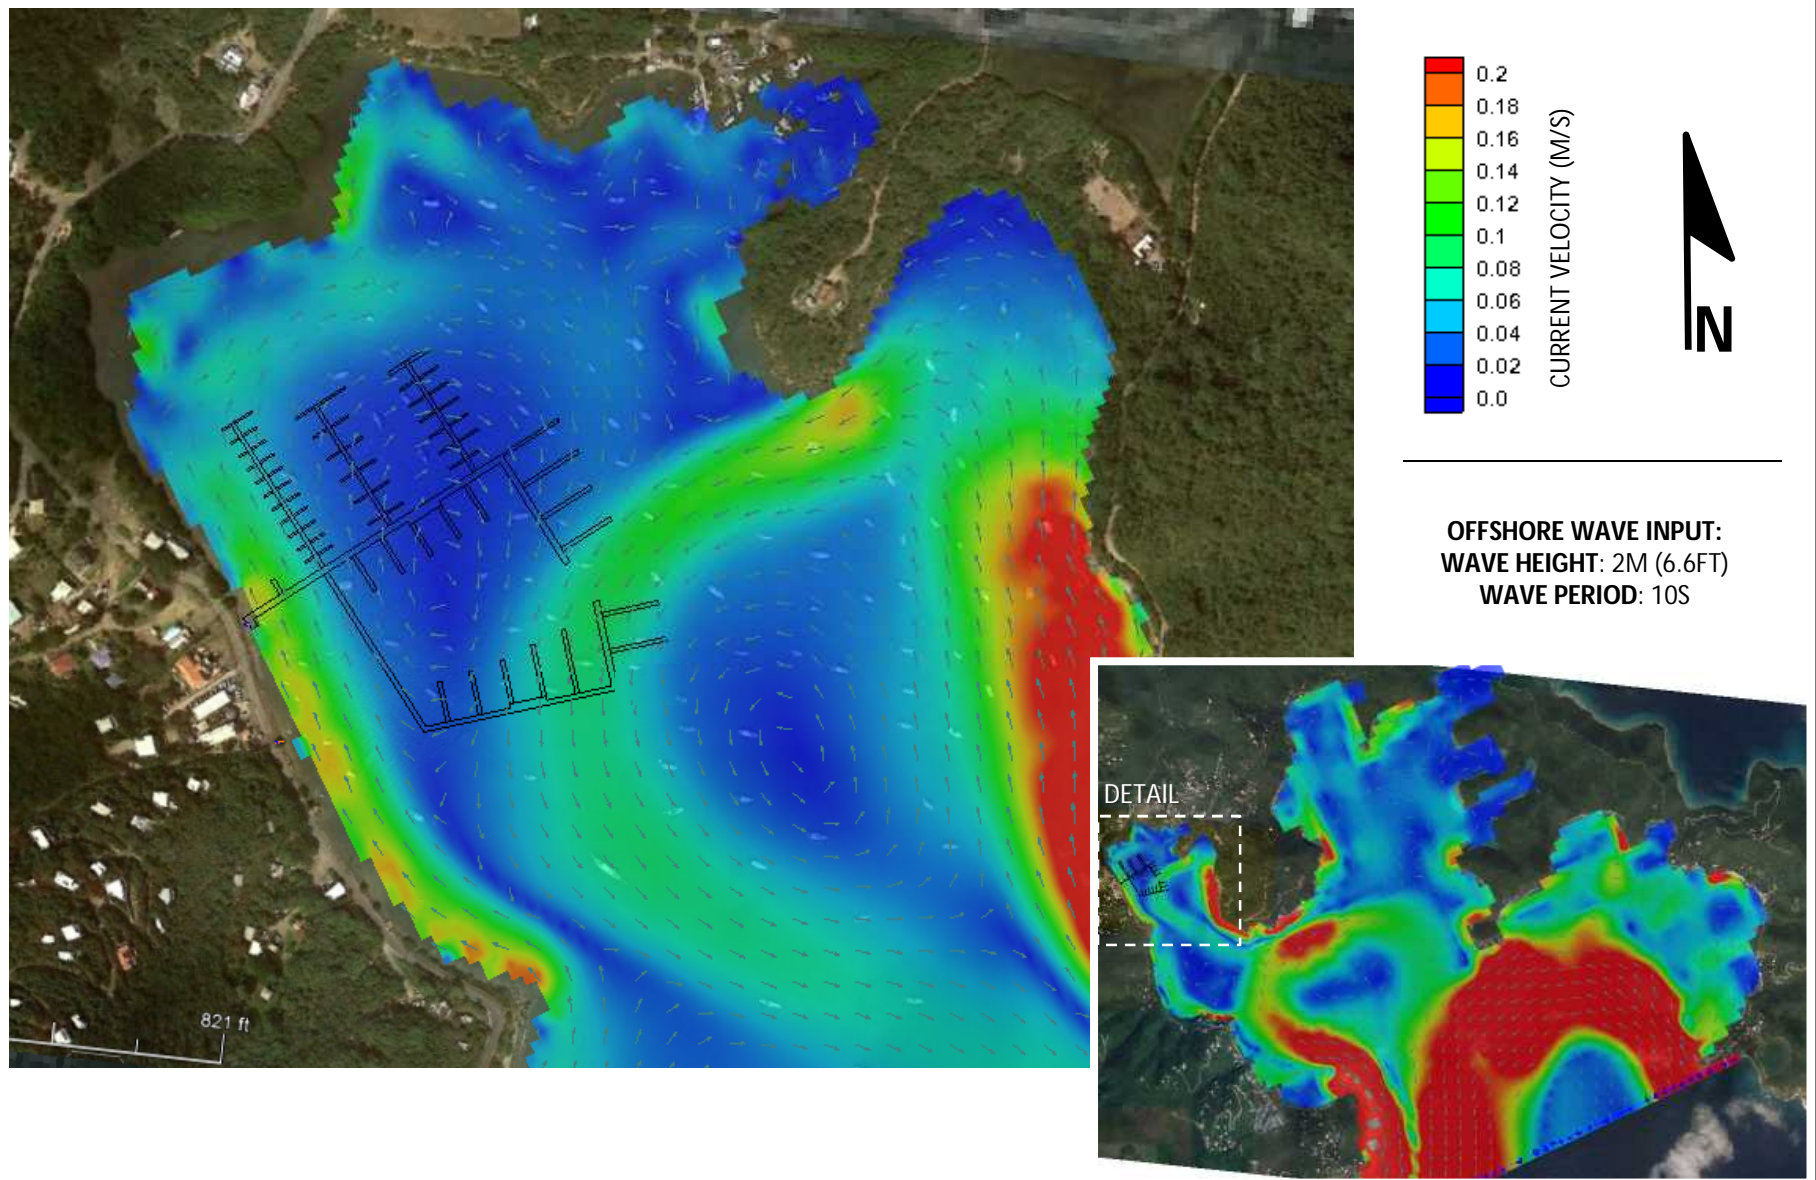 0.2
0.18
0.16
0.14
0.12
0.1
0.08
0.06
0.04
0.02
0.0
CURRENT VELOCITY (M/S)
N
OFFSHORE WAVE INPUT:
WAVE HEIGHT: 2M (6.6FT)
WAVE PERIOD: 10S
DETAIL
821 ft